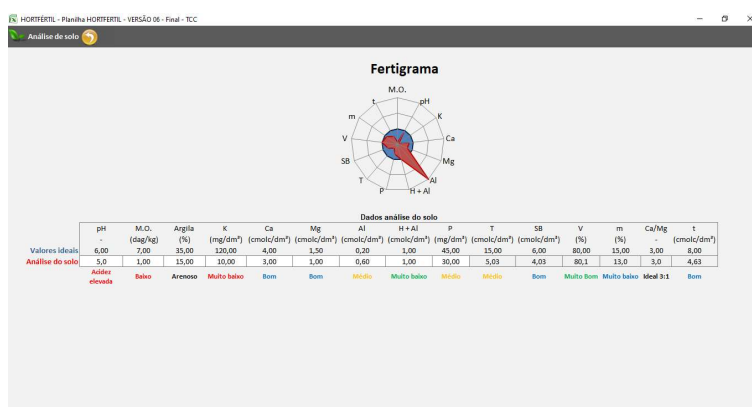 HORTFÉRTIL - Planilha HORTFERTIL - VERSÃO 06 - Final - TCC
Análise de solo
Fertigrama
M.O.
t pH
m K
V Ca
SB Mg
T Al
P H + Al
Dados análise do solo
pH M.O. Argila K Ca Mg Al H + Al P T SB V m Ca/Mg t
- (dag/kg) (%) (mg/dm³) (cmolc/dm³) (cmolc/dm³) (cmolc/dm³) (cmolc/dm³) (mg/dm³) (cmolc/dm³) (cmolc/dm³) (%) (%) - (cmolc/dm³)
Valores ideais 6,00 7,00 35,00 120,00 4,00 1,50 0,20 1,00 45,00 15,00 6,00 80,00 15,00 3,00 8,00
Análise do solo 5,0 1,00 15,00 10,00 3,00 1,00 0,60 1,00 30,00 5,03 4,03 80,1 13,0 3,0 4,63
Acidez elevada Baixo Arenoso Muito baixo Bom Bom Médio Muito baixo Médio Médio Bom Muito Bom Muito baixo Ideal 3:1 Bom